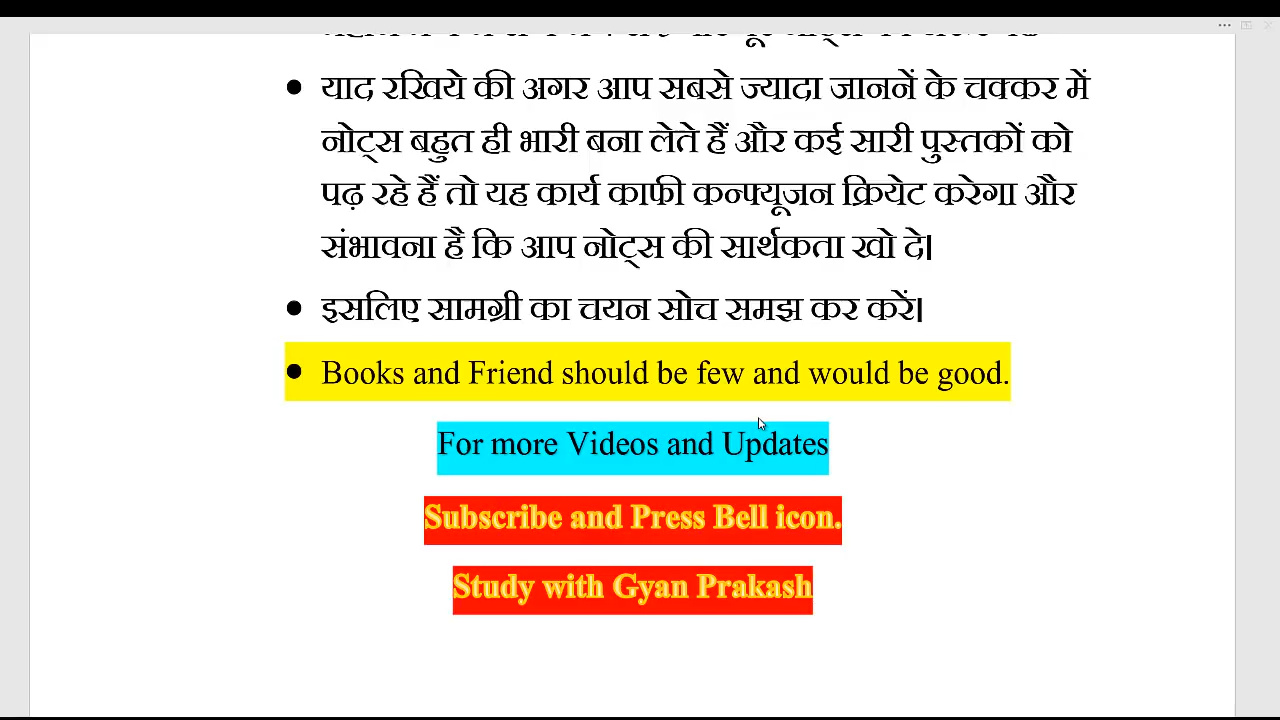 • याद रखिये की अगर आप सबसे ज्यादा जाननें के चक्कर में
नोट्स बहुत ही भारी बना लेते हैं और कई सारी पुस्तकों को
पढ़ रहे हैं तो यह कार्य काफी कन्फ्यूजन क्रियेट करेगा और
संभावना है कि आप नोट्स की सार्थकता खो दे।
• इसलिए सामग्री का चयन सोच समझ कर करें।
• Books and Friend should be few and would be good.
For more Videos and Updates
Subscribe and Press Bell icon.
Study with Gyan Prakash